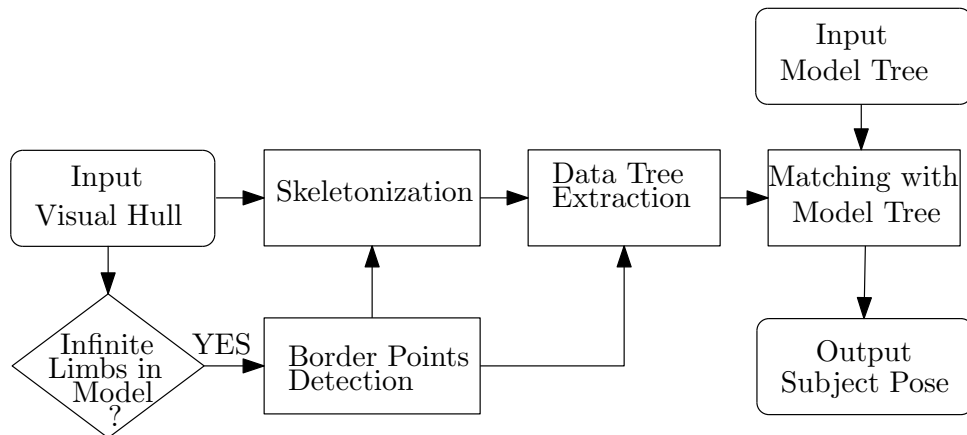 Input
Model Tree
Input
Visual Hull
Skeletonization
Data Tree
Extraction
Matching with
Model Tree
Infinite
Limbs in
Model
?
YES
Border Points
Detection
Output
Subject Pose